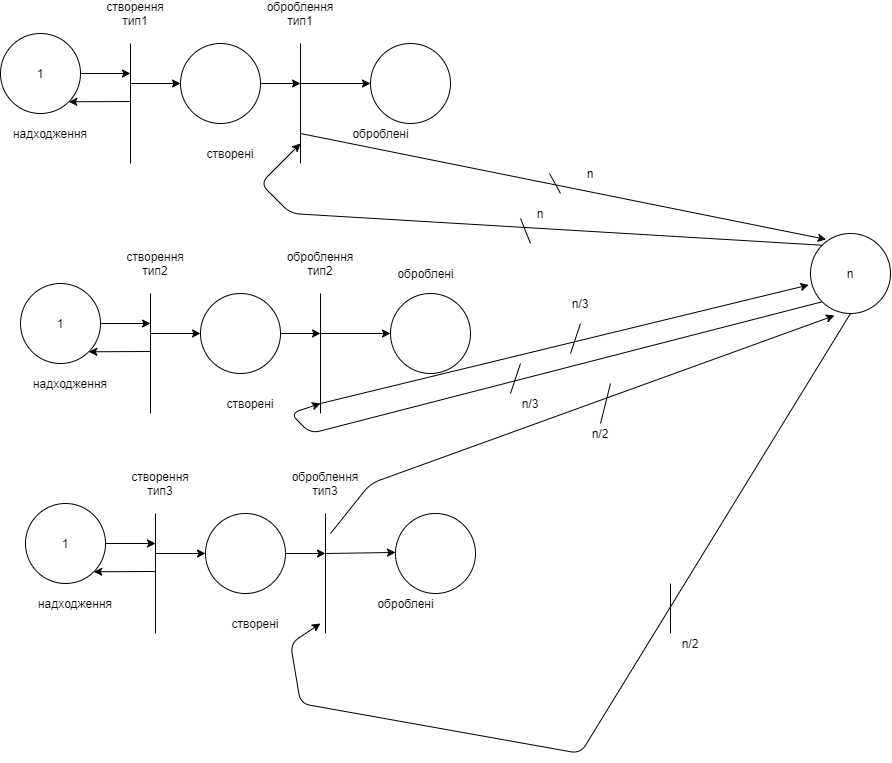 створення
тип1
оброблення
тип1
1
надходження
створені
оброблені
n
n
створення
тип2
оброблення
тип2
оброблені
n
1
надходження
створені
n/3
n/3
n/2
створення
тип3
оброблення
тип3
1
надходження
створені
оброблені
n/2